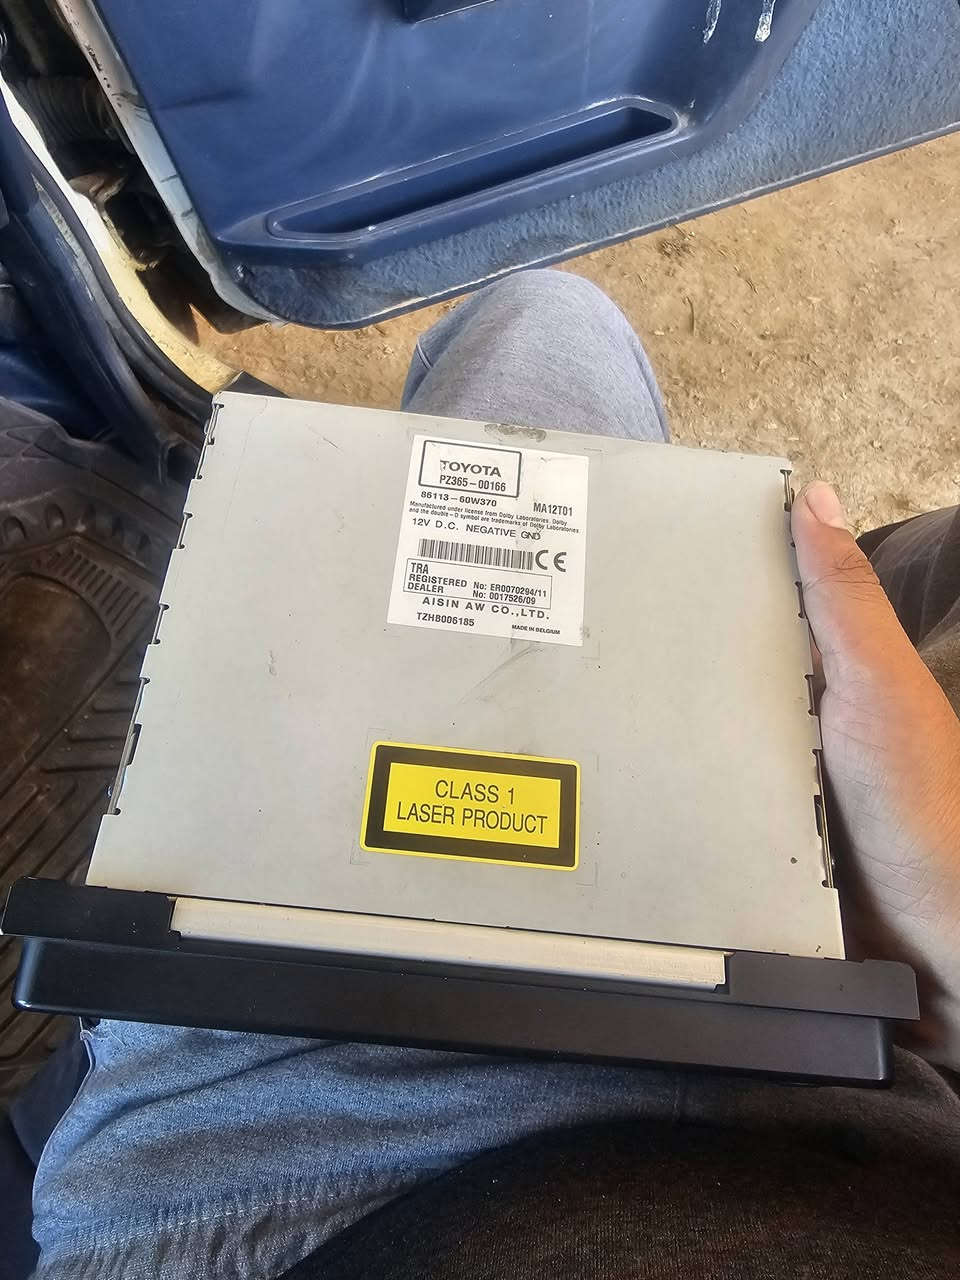 TOYOTA
PZ365-00166
86113-60W370 MA12T01
Manufactured under license from Dolby Laboratories. Dolby
and the double-D symbol are trademarks of Dolby Laboratories.
12V D.C. NEGATIVE GND
CE
TRA
REGISTERED No: ER0070294/11
DEALER No: 0017526/09
AISIN AW CO.,LTD.
TZHB006185 MADE IN BELGIUM
CLASS 1
LASER PRODUCT